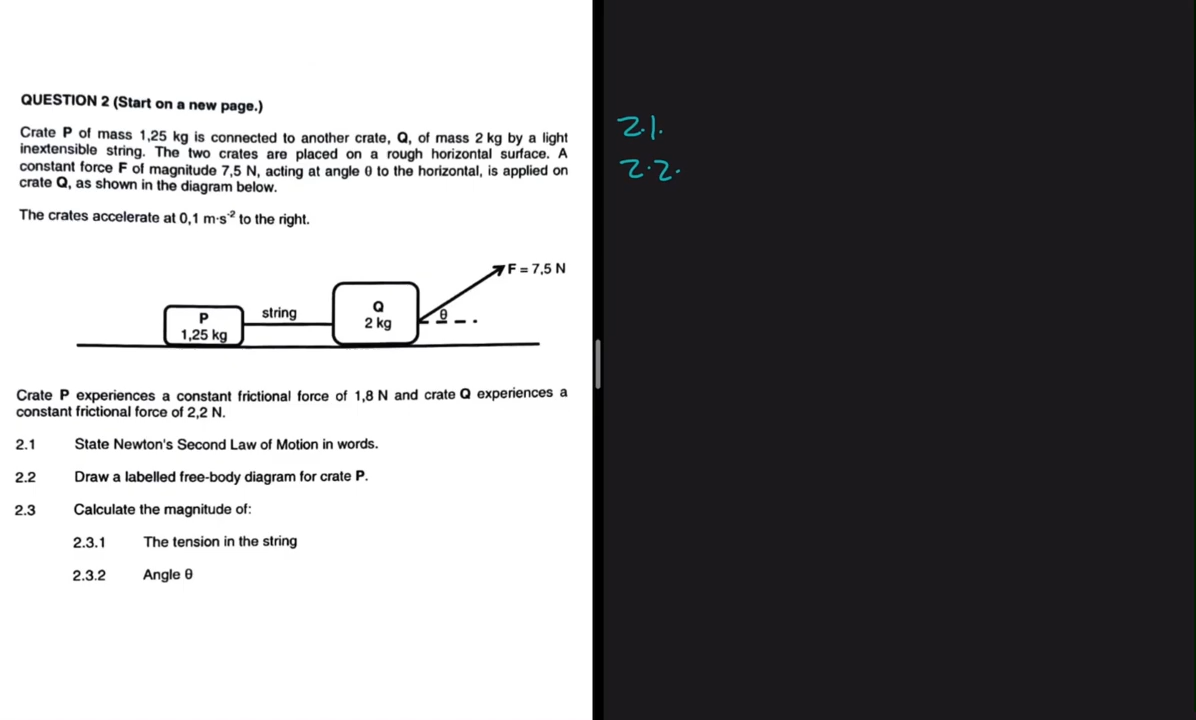 QUESTION 2 (Start on a new page.)
Crate P of mass 1,25 kg is connected to another crate, Q, of mass 2 kg by a light
inextensible string. The two crates are placed on a rough horizontal surface. A
constant force F of magnitude 7,5 N, acting at angle θ to the horizontal, is applied on
crate Q, as shown in the diagram below.
The crates accelerate at 0,1 m·s⁻² to the right.
F = 7,5 N
P
1,25 kg
string
Q
2 kg
θ
Crate P experiences a constant frictional force of 1,8 N and crate Q experiences a
constant frictional force of 2,2 N.
2.1 State Newton's Second Law of Motion in words.
2.2 Draw a labelled free-body diagram for crate P.
2.3 Calculate the magnitude of:
2.3.1 The tension in the string
2.3.2 Angle θ
2.1.
2.2.